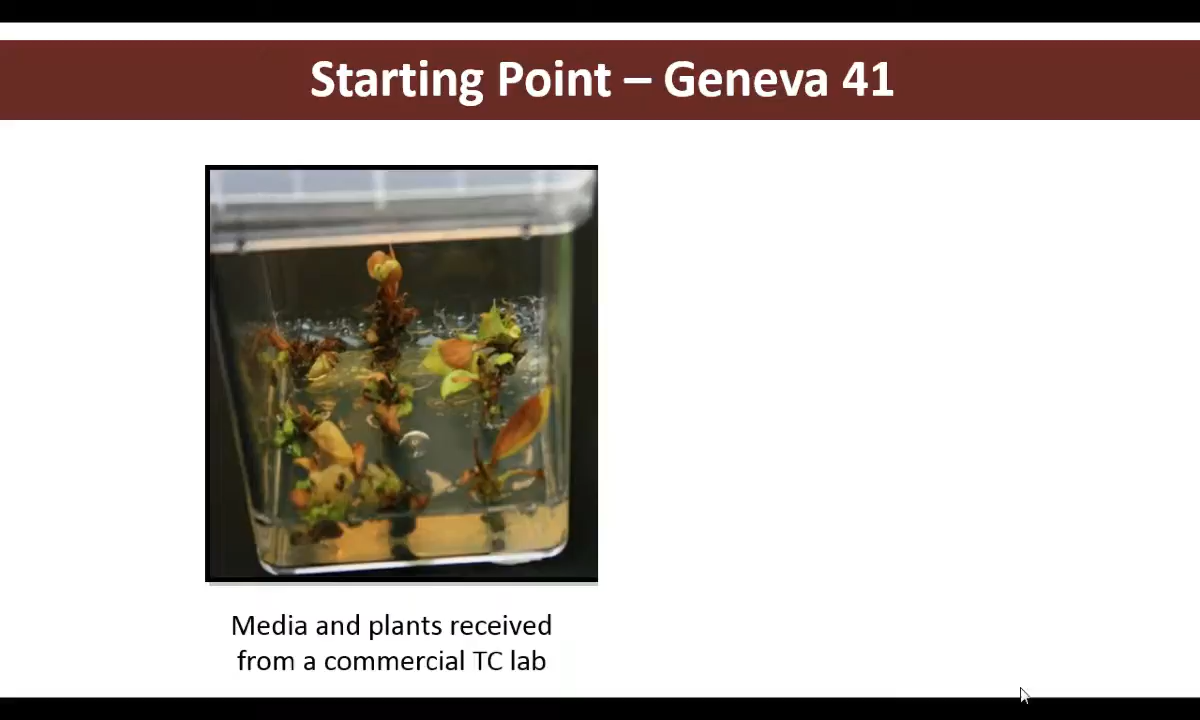 Starting Point – Geneva 41
Media and plants received
from a commercial TC lab